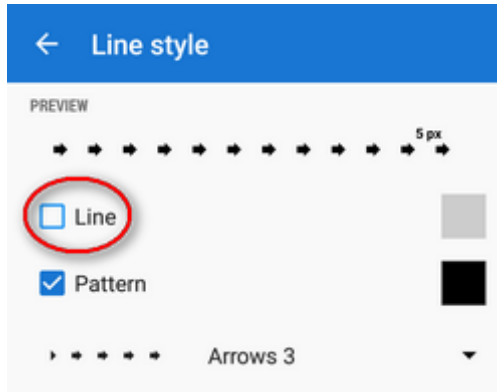 Line style
PREVIEW
5 px
Line
Pattern
Arrows 3